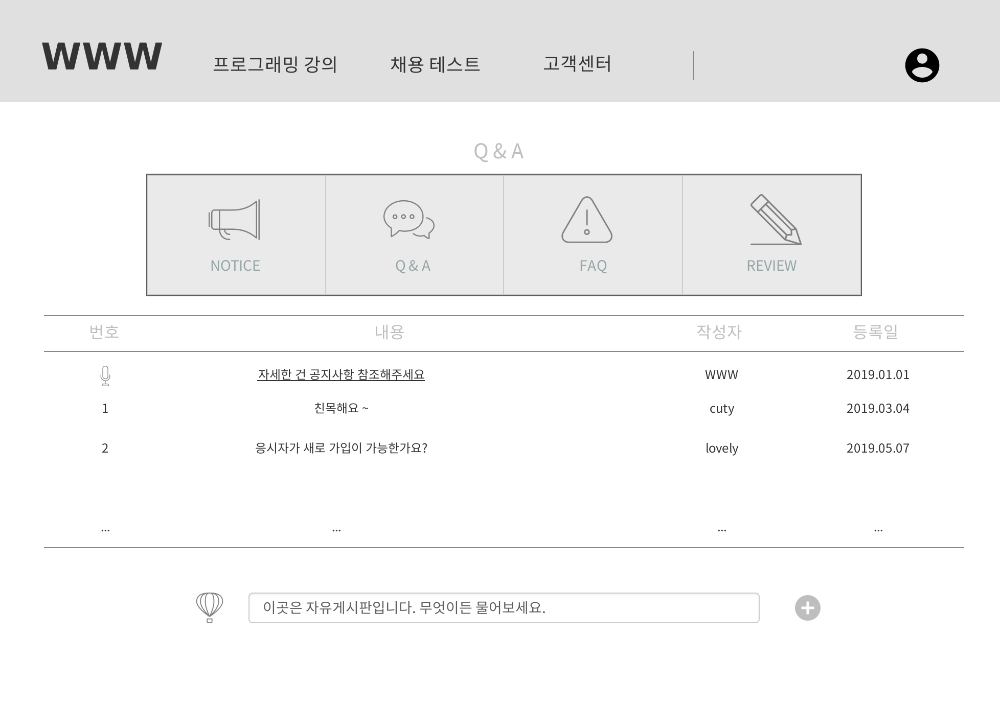 WWW 프로그래밍 강의 채용 테스트 고객센터
Q & A
NOTICE Q & A FAQ REVIEW
번호 내용 작성자 등록일
자세한 건 공지사항 참조해주세요 WWW 2019.01.01
1 친목해요 ~ cuty 2019.03.04
2 응시자가 새로 가입이 가능한가요? lovely 2019.05.07
... ... ... ...
이곳은 자유게시판입니다. 무엇이든 물어보세요.